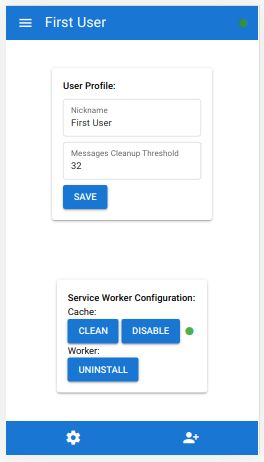 First User
User Profile:
Nickname
First User
Messages Cleanup Threshold
32
SAVE
Service Worker Configuration:
Cache:
CLEAN DISABLE
Worker:
UNINSTALL